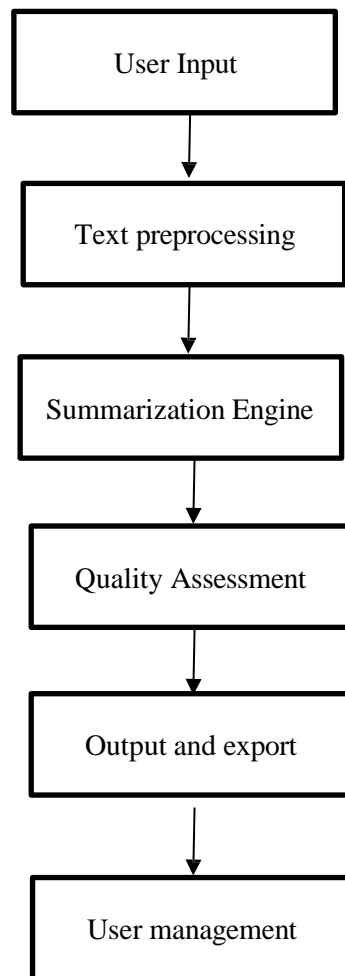 User Input
Text preprocessing
Summarization Engine
Quality Assessment
Output and export
User management